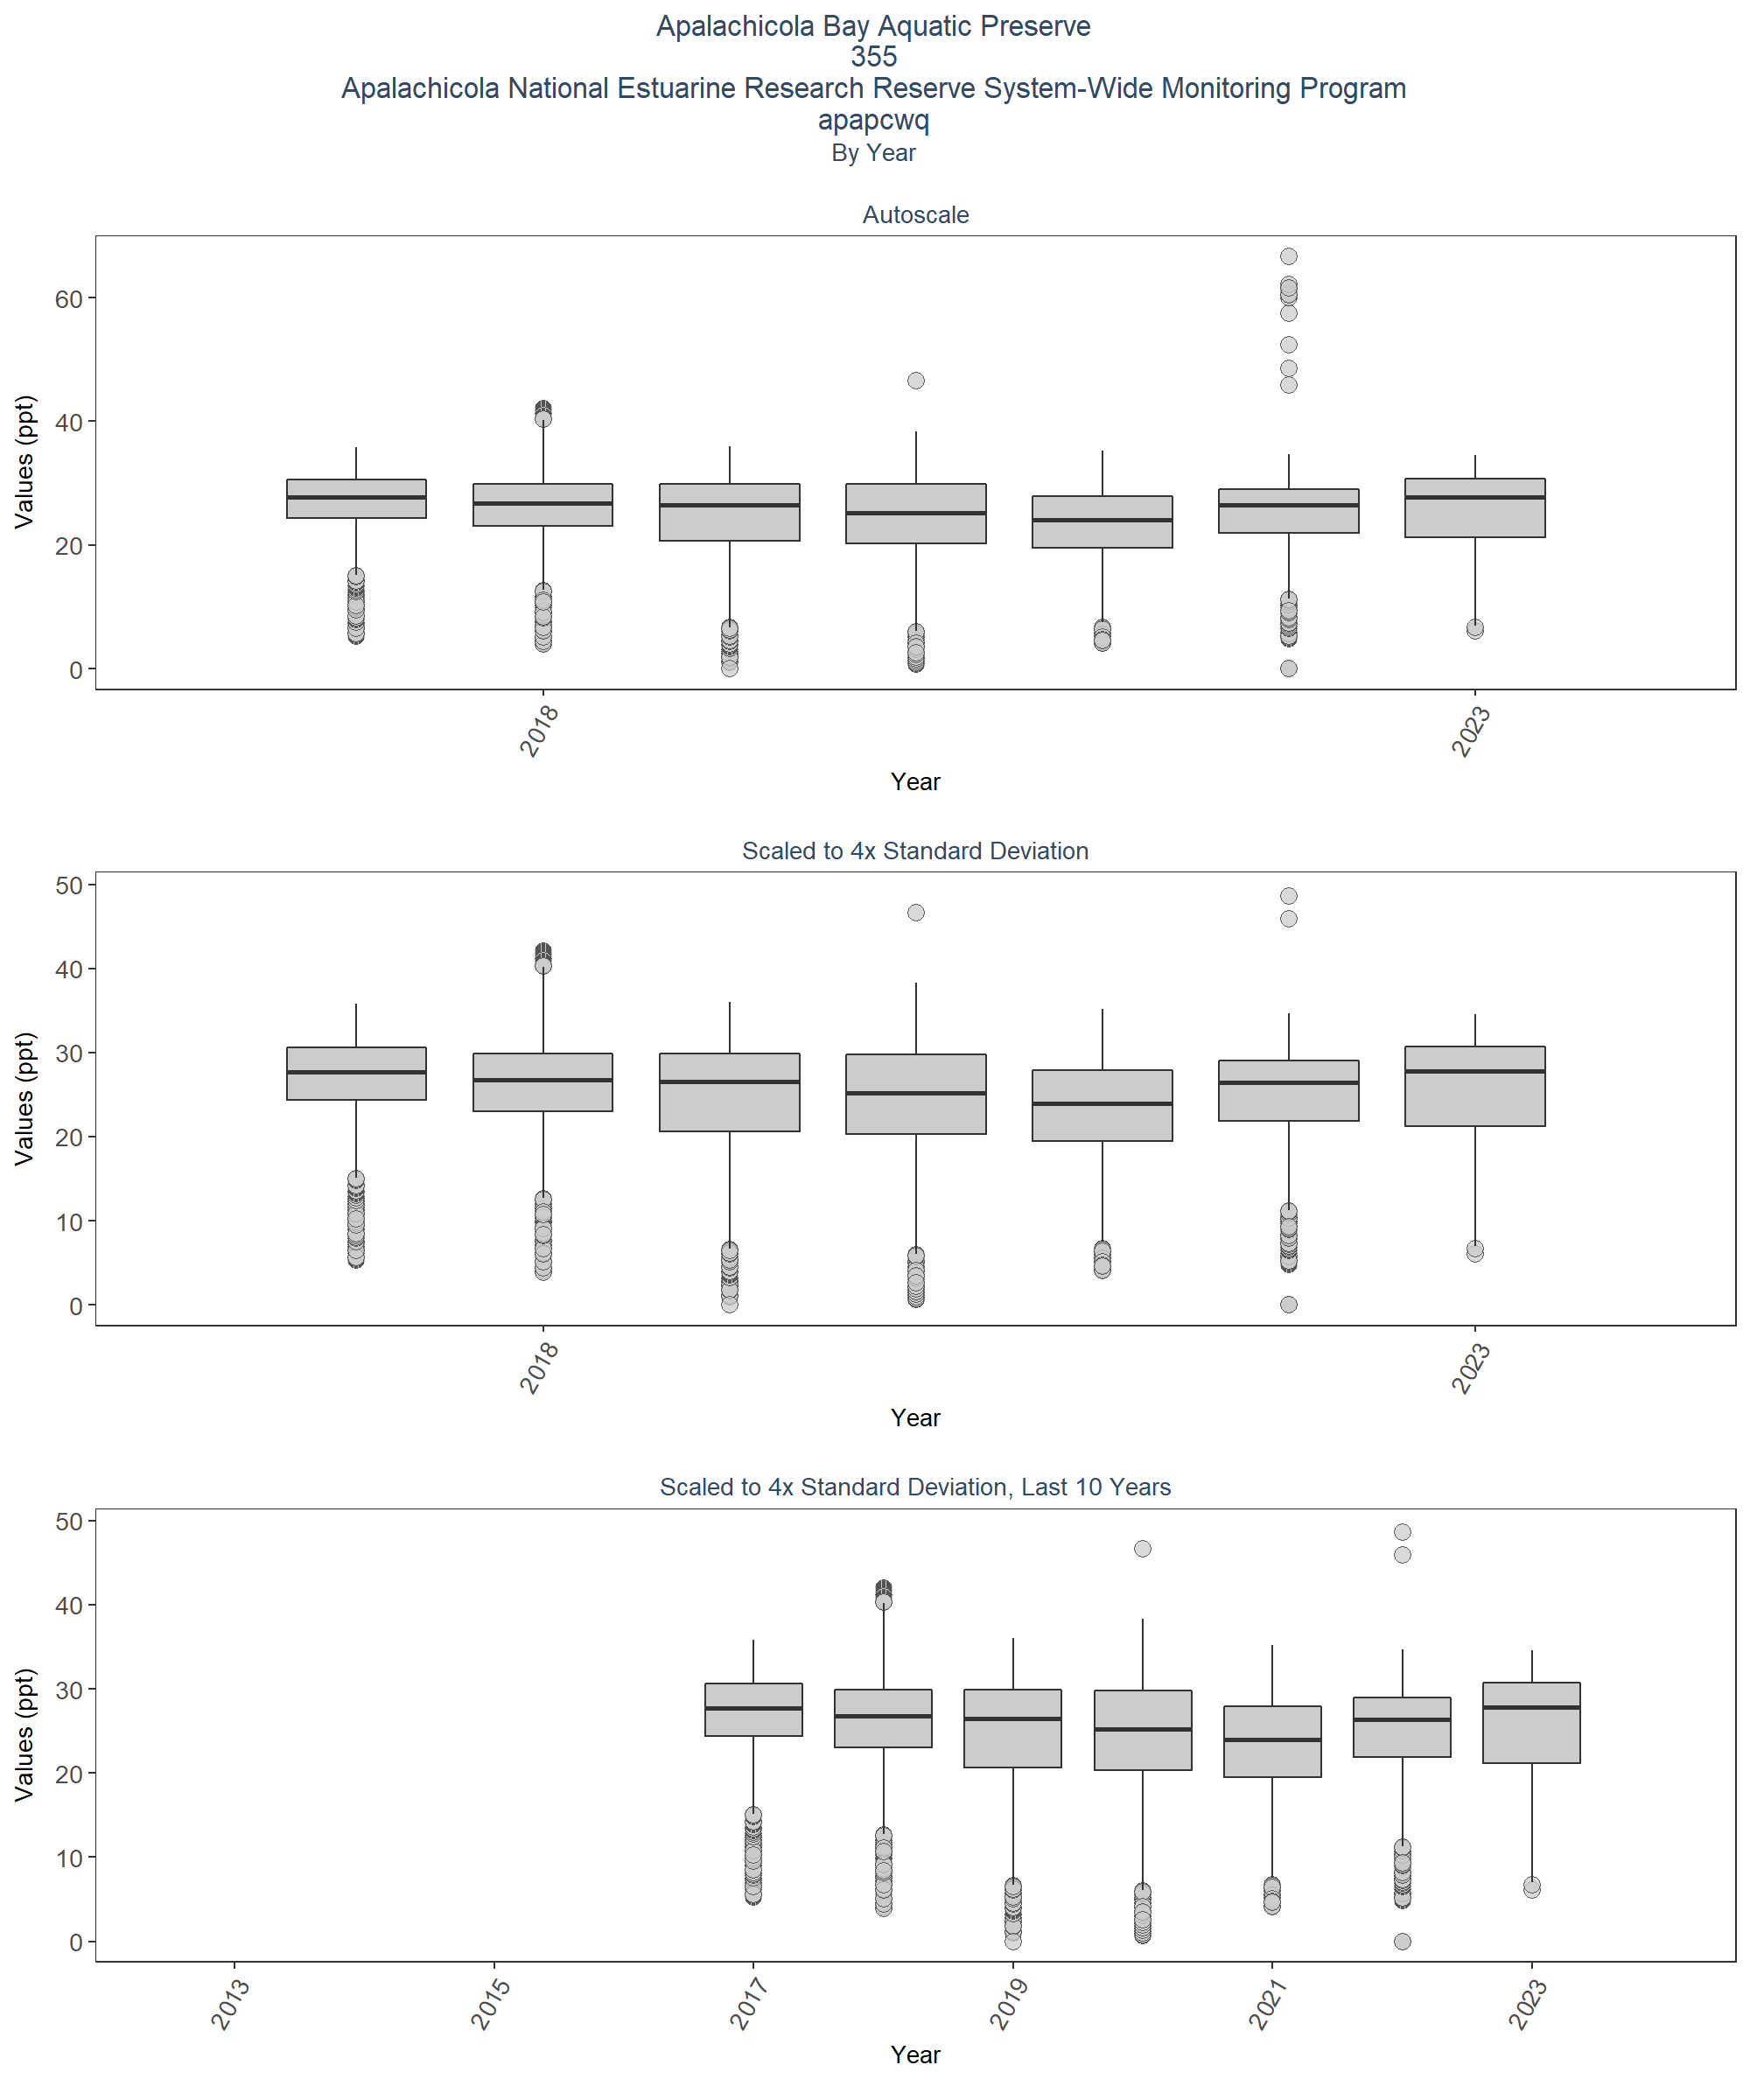 Apalachicola Bay Aquatic Preserve
355
Apalachicola National Estuarine Research Reserve System-Wide Monitoring Program
apapcwq
By Year
Autoscale
Values (ppt)
60
40
20
0
2018
2023
Year
Scaled to 4x Standard Deviation
Values (ppt)
50
40
30
20
10
0
2018
2023
Year
Scaled to 4x Standard Deviation, Last 10 Years
Values (ppt)
50
40
30
20
10
0
2013
2015
2017
2019
2021
2023
Year